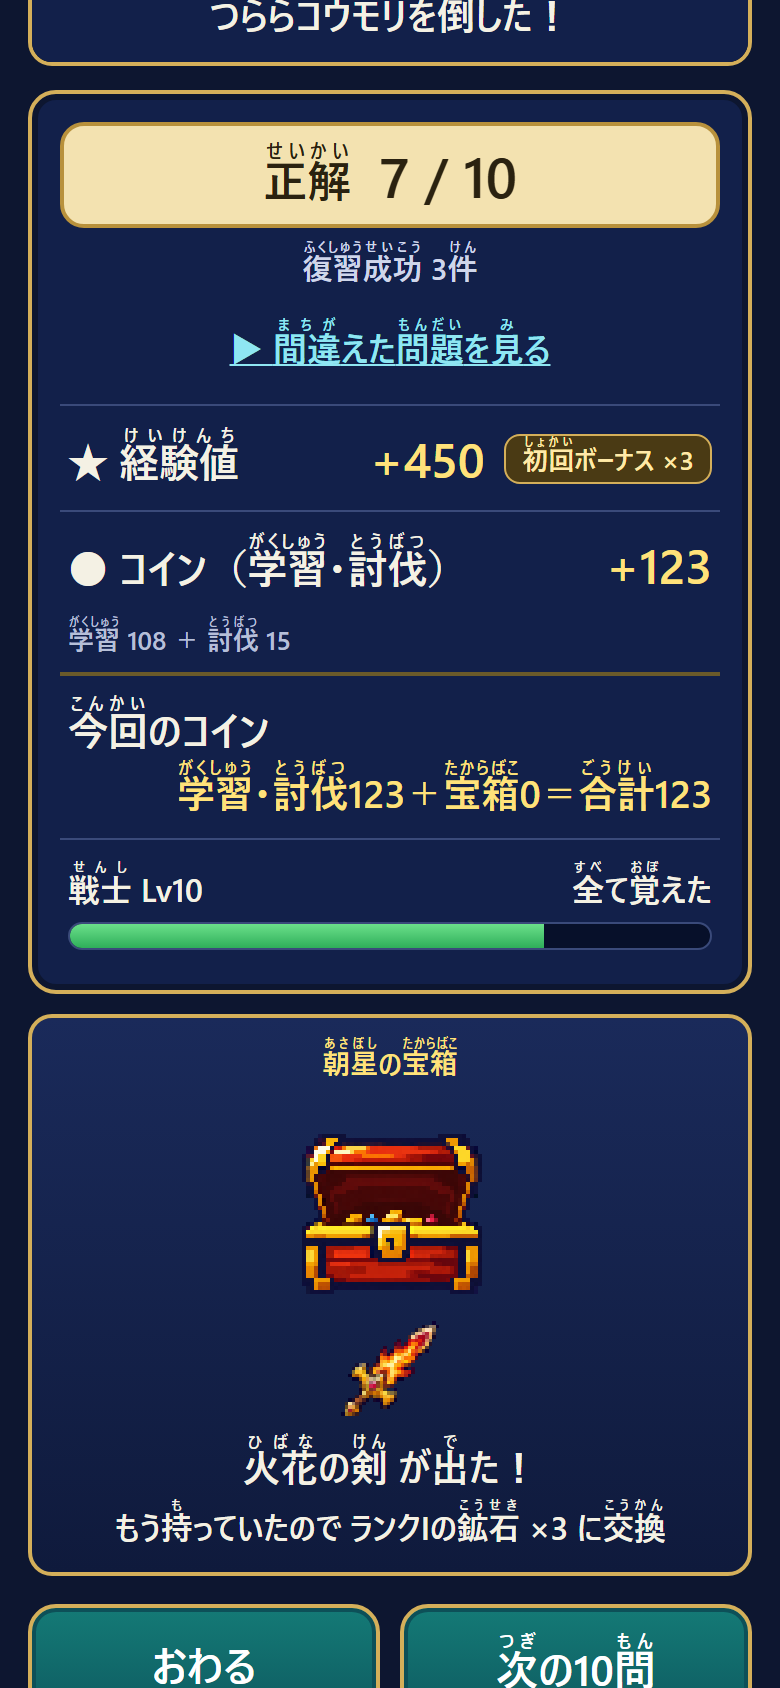 つららコウモリを倒した！
せいかい
正解 7 / 10
ふくしゅうせいこう けん
復習成功 3件
まちが もんだい み
▶ 間違えた問題を見る
けいけんち しょかい
★ 経験値 +450 初回ボーナス ×3
がくしゅう とうばつ
● コイン（学習・討伐） +123
がくしゅう とうばつ
学習 108 ＋ 討伐 15
こんかい
今回のコイン
がくしゅう とうばつ たからばこ ごうけい
学習・討伐123＋宝箱0＝合計123
せんし すべ おぼ
戦士 Lv10 全て覚えた
あさぼし たからばこ
朝星の宝箱
ひばな けん で
火花の剣 が出た！
も こうせき こうかん
もう持っていたので ランクIの鉱石 ×3 に交換
つぎ もん
おわる 次の10問